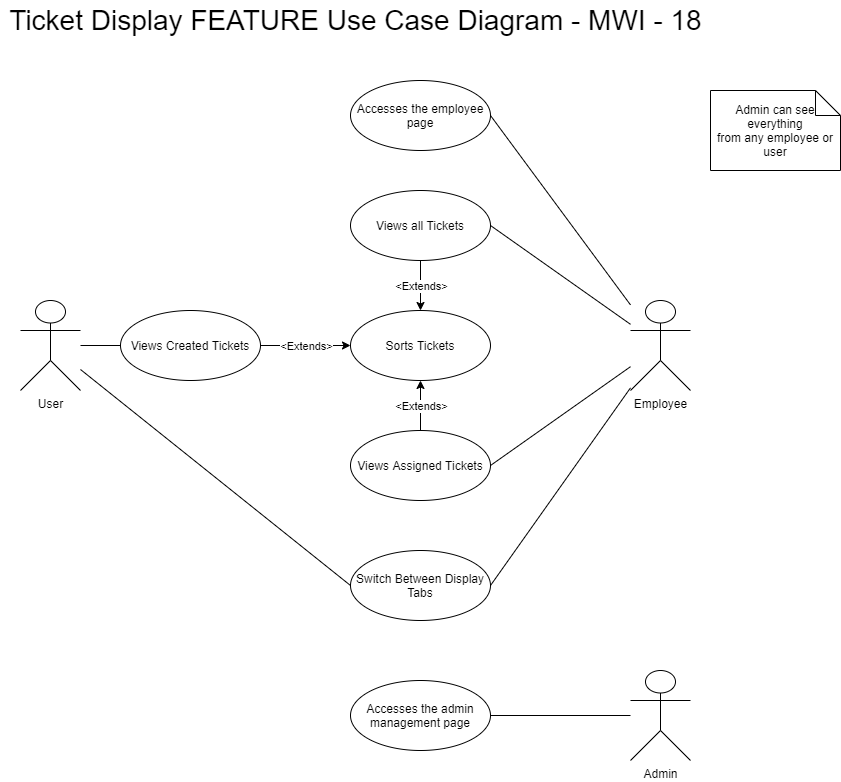 Ticket Display FEATURE Use Case Diagram - MWI - 18
Accesses the employee
page
Admin can see
everything
from any employee or
user
Views all Tickets
<Extends>
Views Created Tickets
<Extends>
Sorts Tickets
User
<Extends>
Employee
Views Assigned Tickets
Switch Between Display
Tabs
Accesses the admin
management page
Admin